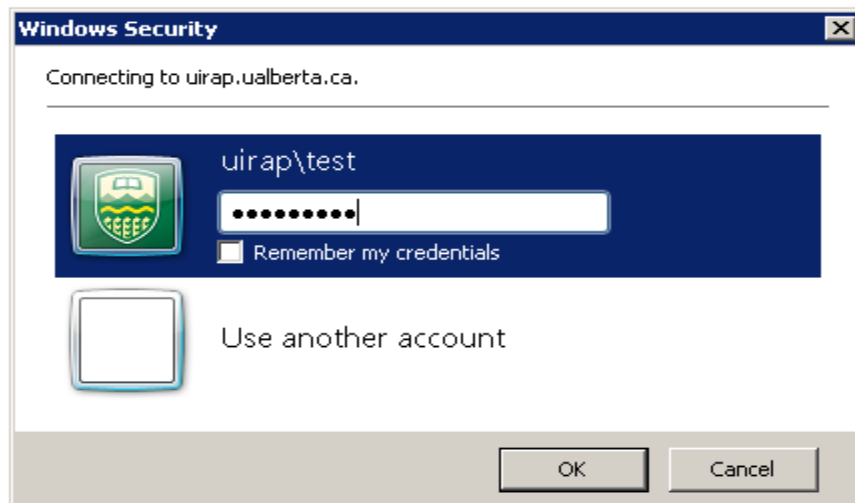 Windows Security
Connecting to uirap.ualberta.ca.
uirap\test
●●●●●●●●●
Remember my credentials
Use another account
OK
Cancel